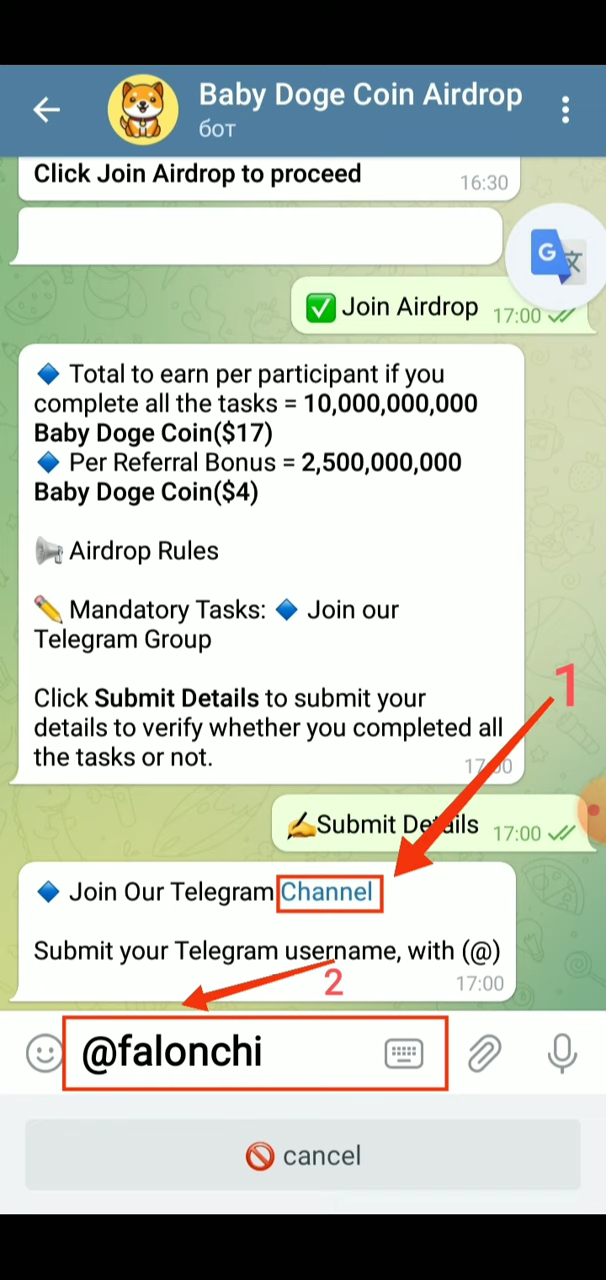 Baby Doge Coin Airdrop
бот
Click Join Airdrop to proceed
16:30
G 文
✅ Join Airdrop 17:00
🔷 Total to earn per participant if you
complete all the tasks = 10,000,000,000
Baby Doge Coin($17)
🔷 Per Referral Bonus = 2,500,000,000
Baby Doge Coin($4)
📢 Airdrop Rules
✏️ Mandatory Tasks: 🔷 Join our
Telegram Group
1
Click Submit Details to submit your
details to verify whether you completed all
the tasks or not.
17:00
✍️Submit Details 17:00
🔷 Join Our Telegram Channel
Submit your Telegram username, with (@)
2
17:00
@falonchi
🚫 cancel